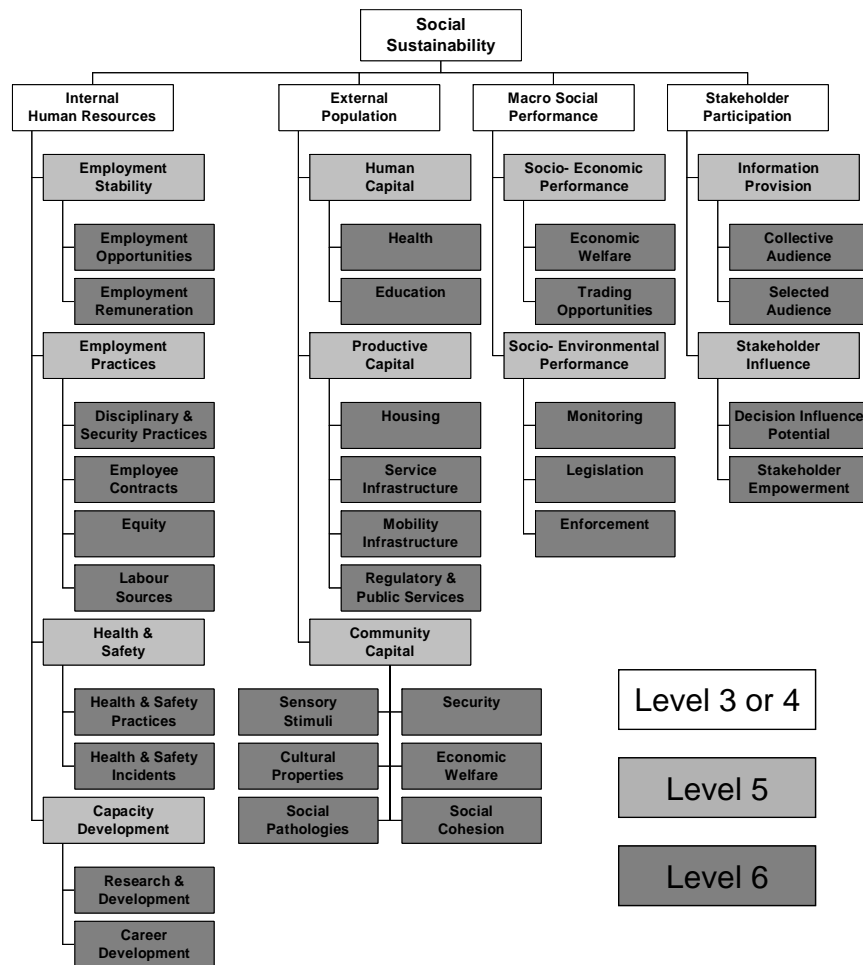 Social
Sustainability
Internal
Human Resources
External
Population
Macro Social
Performance
Stakeholder
Participation
Employment
Stability
Employment
Opportunities
Employment
Remuneration
Employment
Practices
Disciplinary &
Security Practices
Employee
Contracts
Equity
Labour
Sources
Health &
Safety
Health & Safety
Practices
Health & Safety
Incidents
Capacity
Development
Research &
Development
Career
Development
Human
Capital
Health
Education
Productive
Capital
Housing
Service
Infrastructure
Mobility
Infrastructure
Regulatory &
Public Services
Community
Capital
Sensory
Stimuli
Security
Cultural
Properties
Economic
Welfare
Social
Pathologies
Social
Cohesion
Socio- Economic
Performance
Economic
Welfare
Trading
Opportunities
Socio- Environmental
Performance
Monitoring
Legislation
Enforcement
Information
Provision
Collective
Audience
Selected
Audience
Stakeholder
Influence
Decision Influence
Potential
Stakeholder
Empowerment
Level 3 or 4
Level 5
Level 6